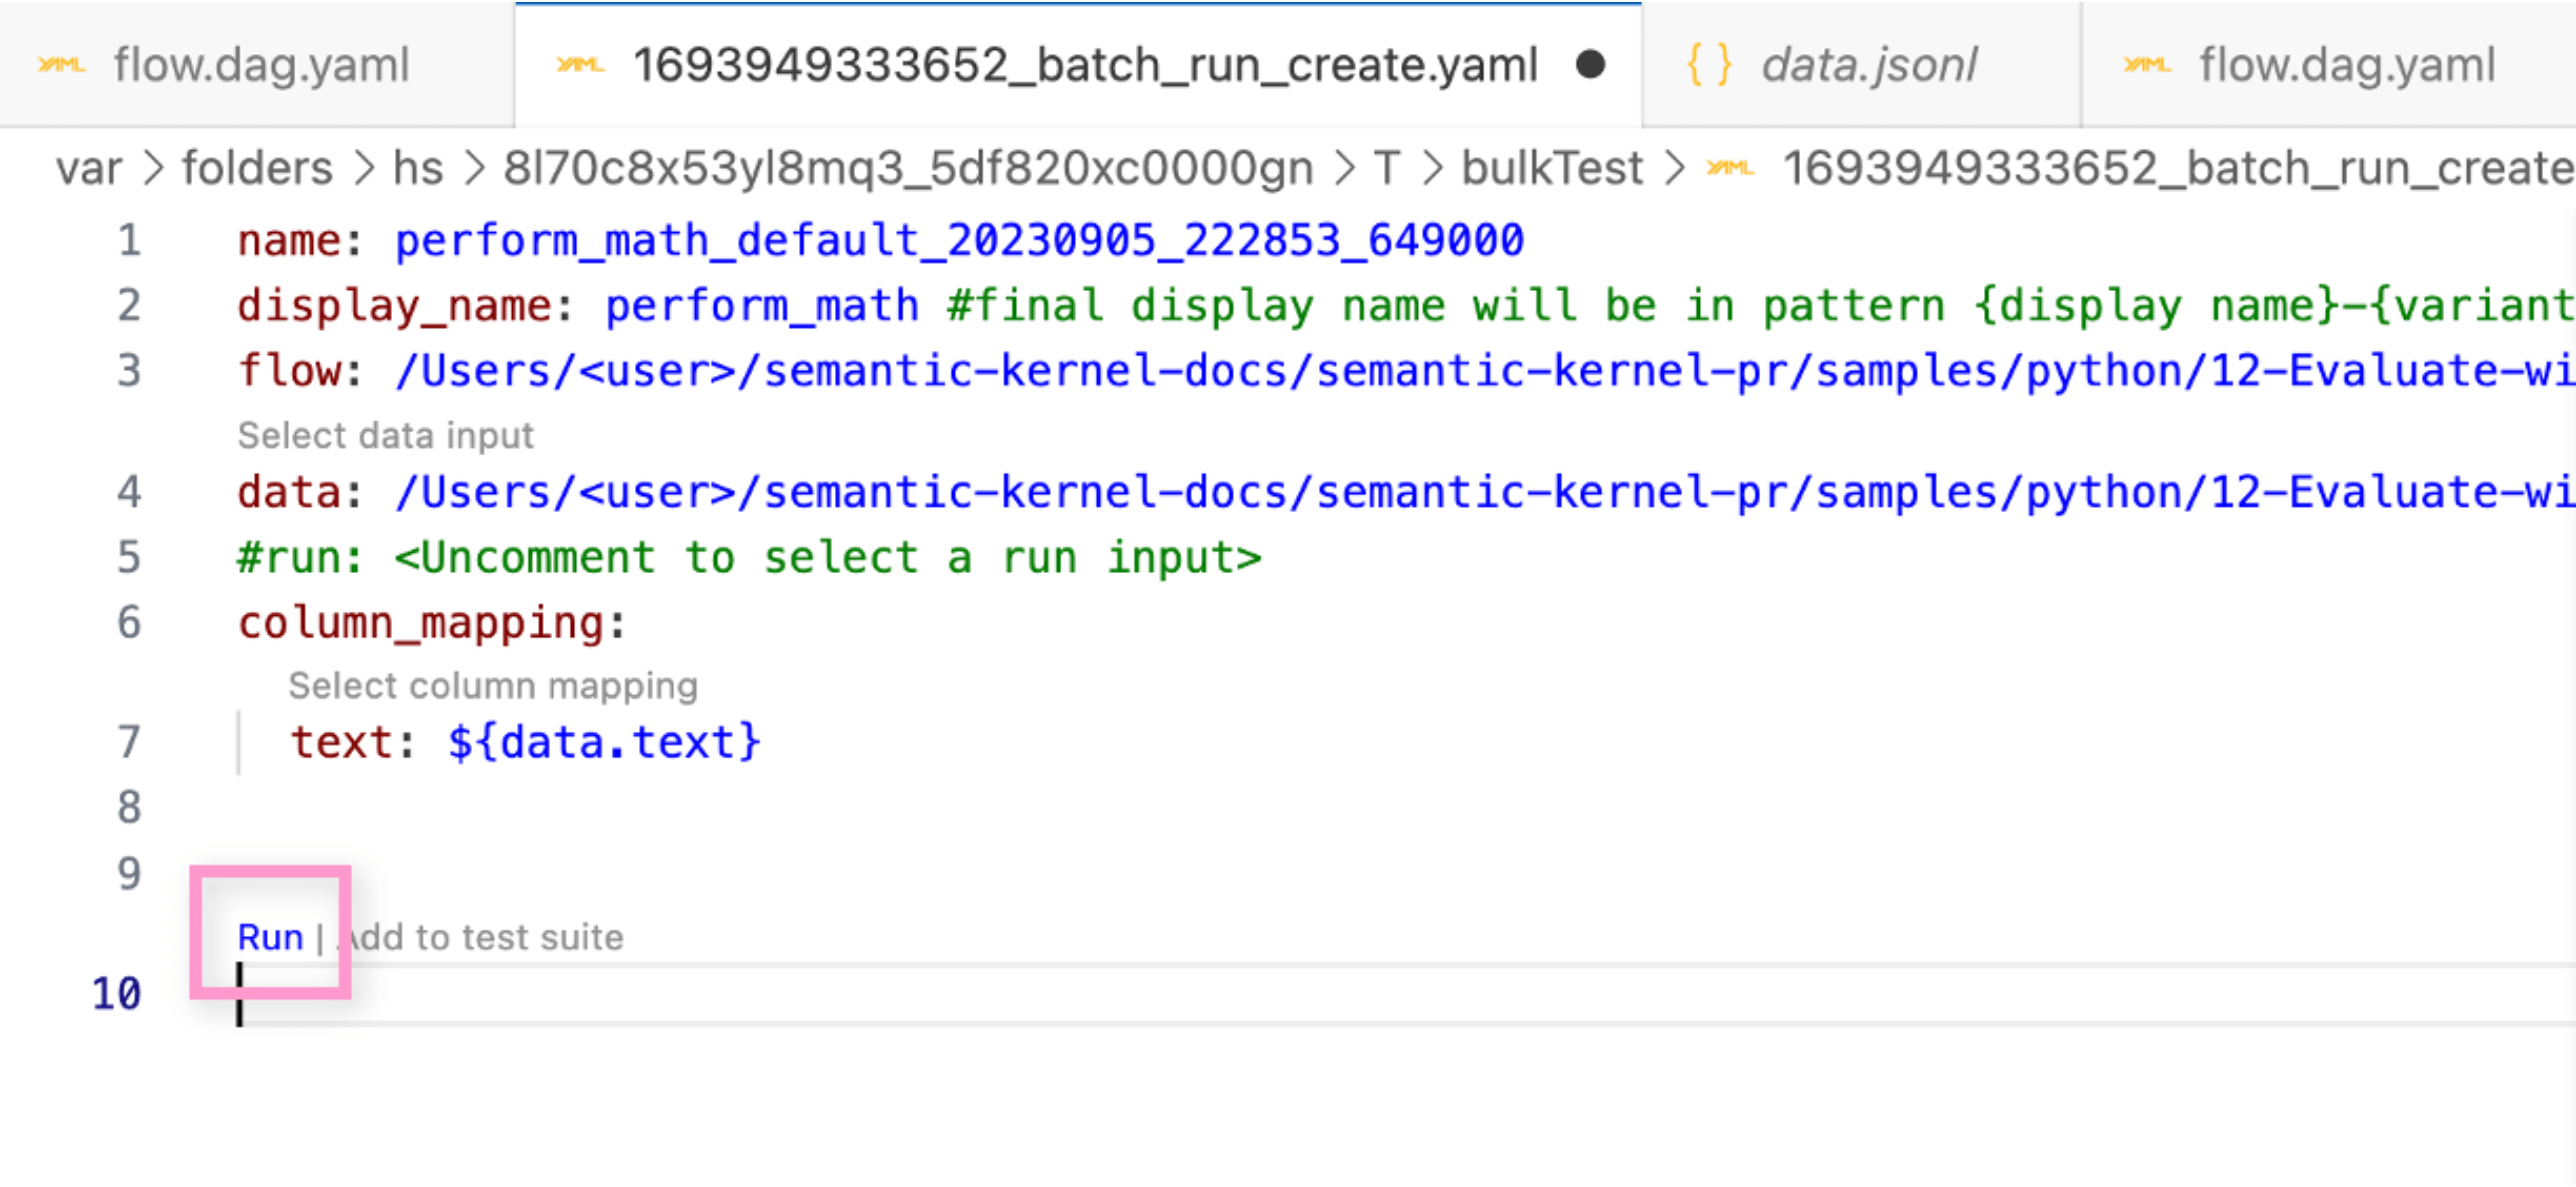 YAML flow.dag.yaml YAML 1693949333652_batch_run_create.yaml ● {} data.jsonl YAML flow.dag.yaml
var > folders > hs > 8l70c8x53yl8mq3_5df820xc0000gn > T > bulkTest > YAML 1693949333652_batch_run_create
1 name: perform_math_default_20230905_222853_649000
2 display_name: perform_math #final display name will be in pattern {display name}-{variant
3 flow: /Users/<user>/semantic-kernel-docs/semantic-kernel-pr/samples/python/12-Evaluate-wi
Select data input
4 data: /Users/<user>/semantic-kernel-docs/semantic-kernel-pr/samples/python/12-Evaluate-wi
5 #run: <Uncomment to select a run input>
6 column_mapping:
Select column mapping
7 text: ${data.text}
8
9
Run | Add to test suite
10